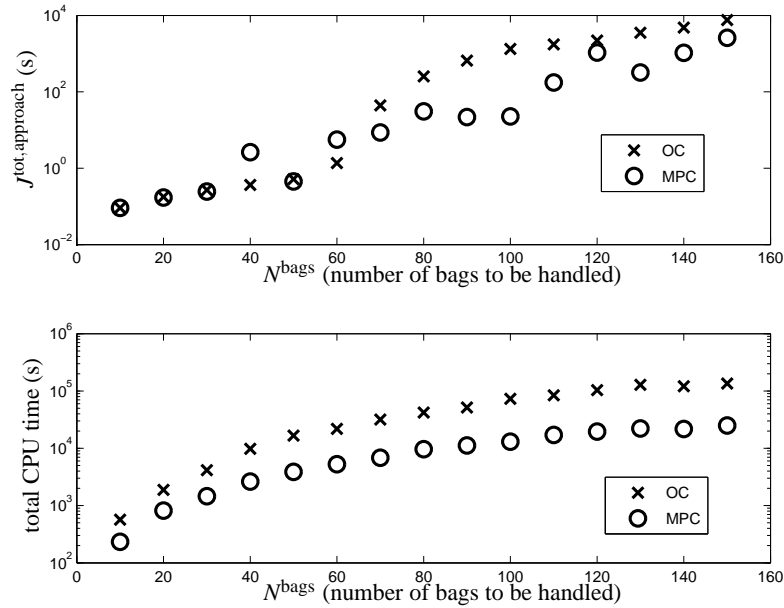 10^4
10^2
10^0
10^−2
J^tot,approach (s)
0 20 40 60 80 100 120 140 160
N^bags (number of bags to be handled)
OC
MPC
10^6
10^5
10^4
10^3
10^2
total CPU time (s)
0 20 40 60 80 100 120 140 160
N^bags (number of bags to be handled)
OC
MPC